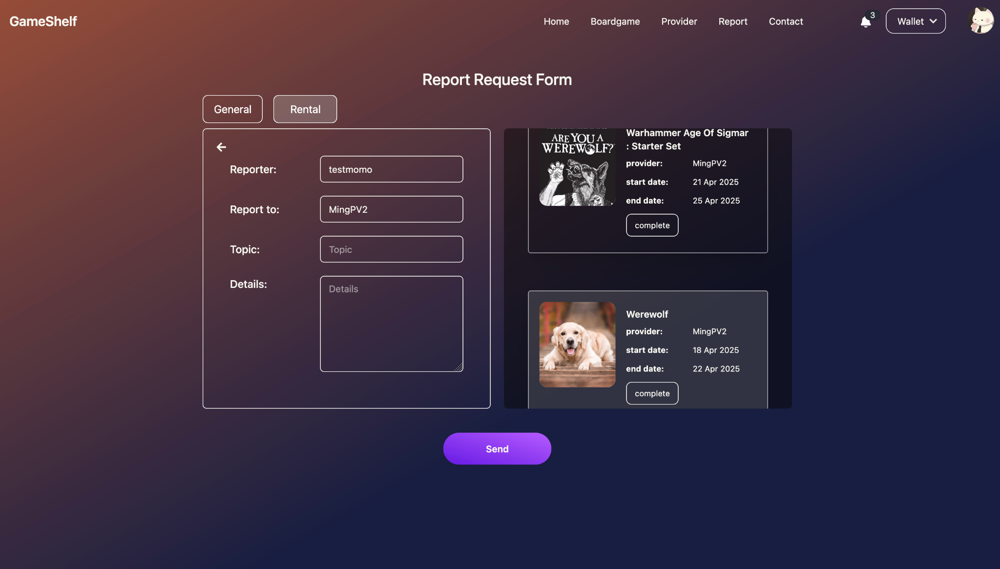 GameShelf
Home
Boardgame
Provider
Report
Contact
3
Wallet
Report Request Form
General
Rental
Reporter:
testmomo
Report to:
MingPV2
Topic:
Topic
Details:
Details
ARE YOU A
WEREWOLF?
Warhammer Age Of Sigmar
: Starter Set
provider:
MingPV2
start date:
21 Apr 2025
end date:
25 Apr 2025
complete
Werewolf
provider:
MingPV2
start date:
18 Apr 2025
end date:
22 Apr 2025
complete
Send